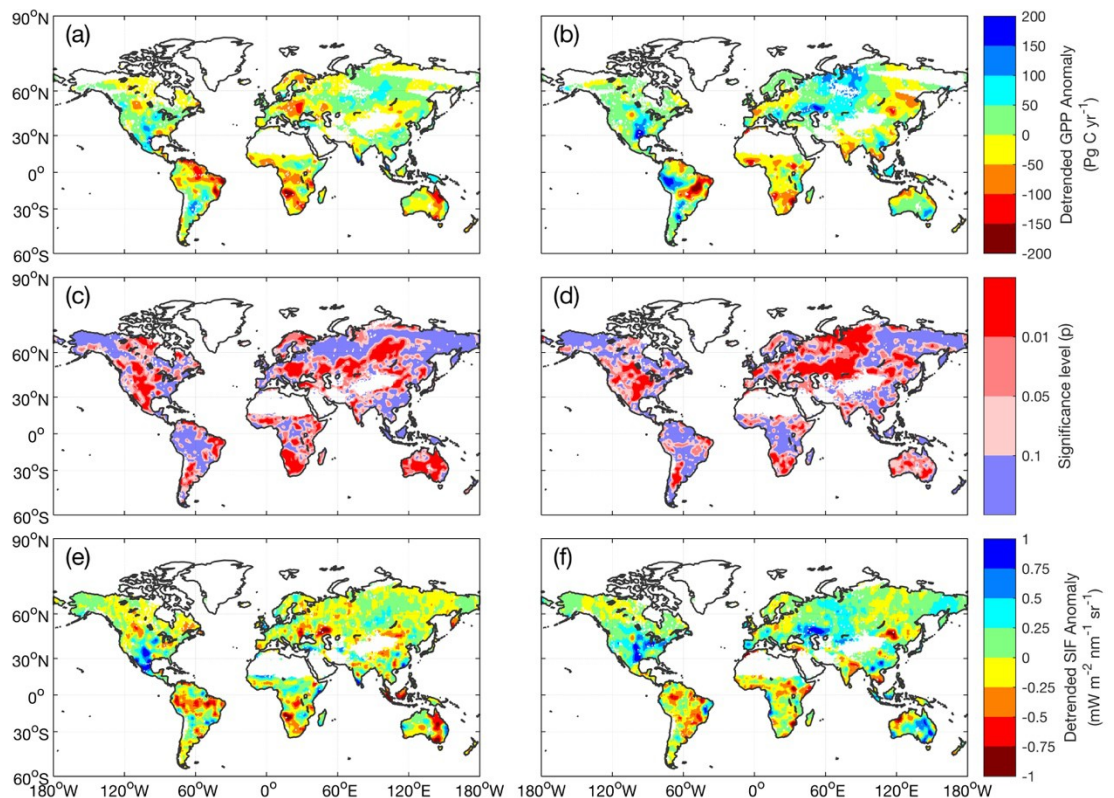 (a)
(b)
90°N
60°N
30°N
0°
30°S
60°S
200
150
100
50
0
-50
-100
-150
-200
Detrended GPP Anomaly
(Pg C yr⁻¹)
(c)
(d)
90°N
60°N
30°N
0°
30°S
60°S
0.01
0.05
0.1
Significance level (p)
(e)
(f)
90°N
60°N
30°N
0°
30°S
60°S
180°W 120°W 60°W 0°E 60°E 120°E 180°W
180°W 120°W 60°W 0°E 60°E 120°E 180°W
1
0.75
0.5
0.25
0
-0.25
-0.5
-0.75
-1
Detrended SIF Anomaly
(mW m⁻² nm⁻¹ sr⁻¹)